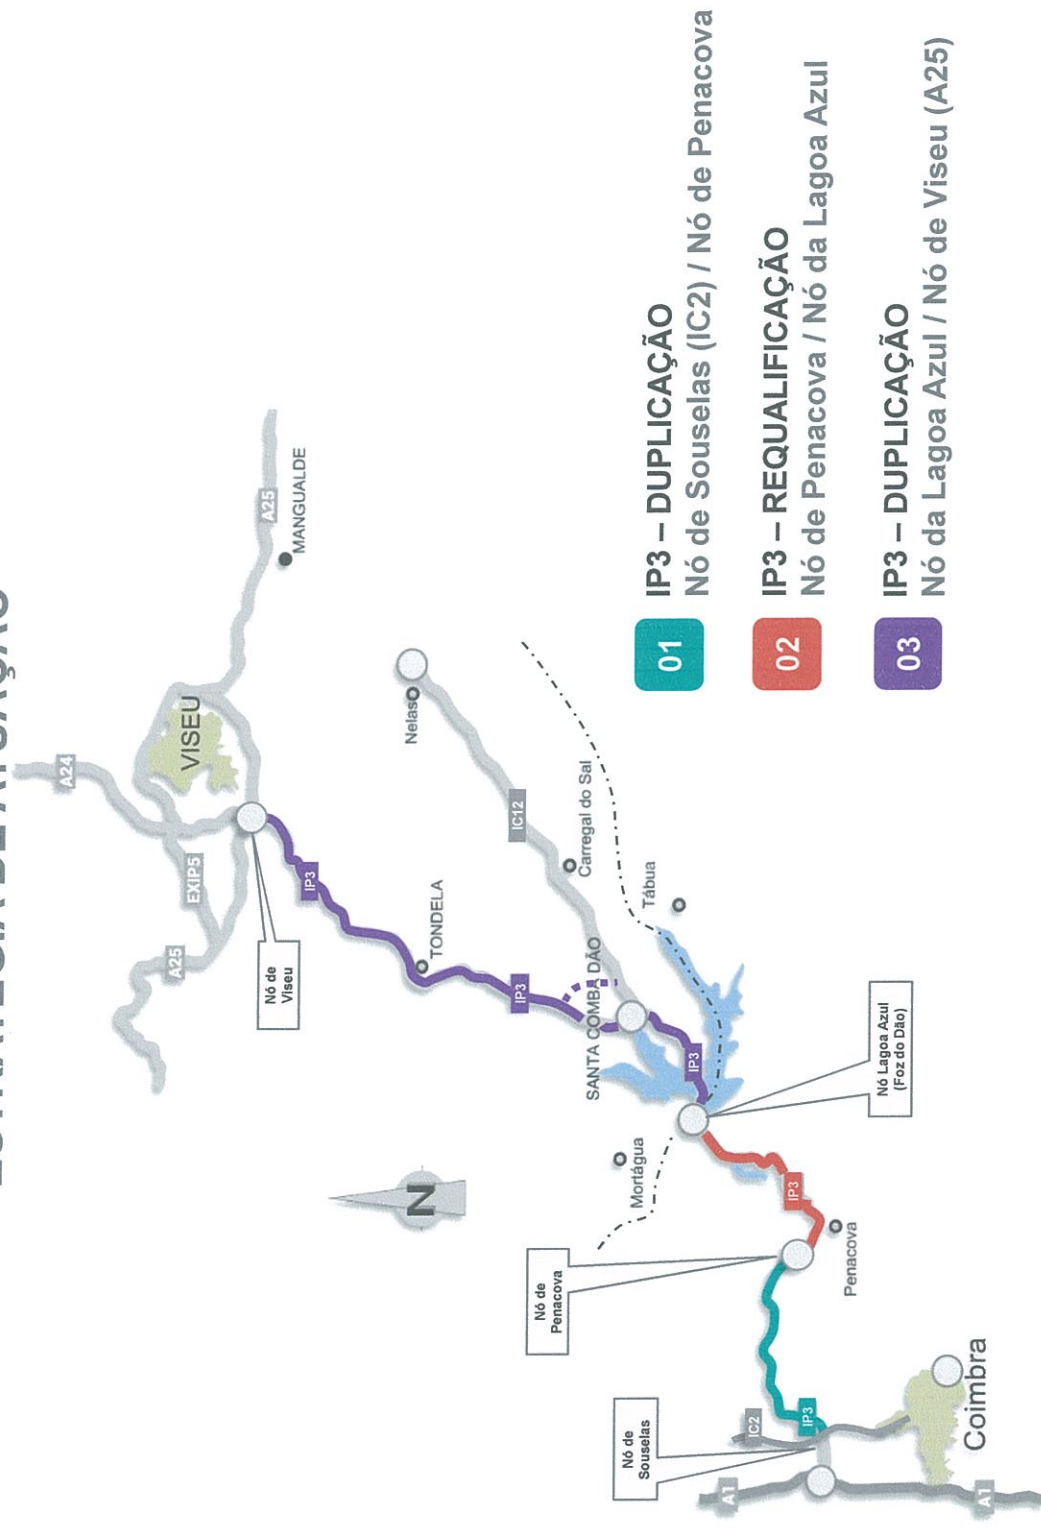 ESTRATÉGIA DE ATUAÇÃO
A24
A25
EXIP5
VISEU
A25
MANGUALDE
Nó de
Viseu
IP3
N
TONDELA
Nelas
IP3
IC12
Nó de
Penacova
Carregal do Sal
SANTA COMBA DÃO
Mortágua
Tábua
Nó de
Souselas
IP3
01
IP3 – DUPLICAÇÃO
Nó de Souselas (IC2) / Nó de Penacova
A1
IC2
IP3
IP3
Penacova
Nó Lagoa Azul
(Foz do Dão)
02
IP3 – REQUALIFICAÇÃO
Nó de Penacova / Nó da Lagoa Azul
03
IP3 – DUPLICAÇÃO
Nó da Lagoa Azul / Nó de Viseu (A25)
Coimbra
A1